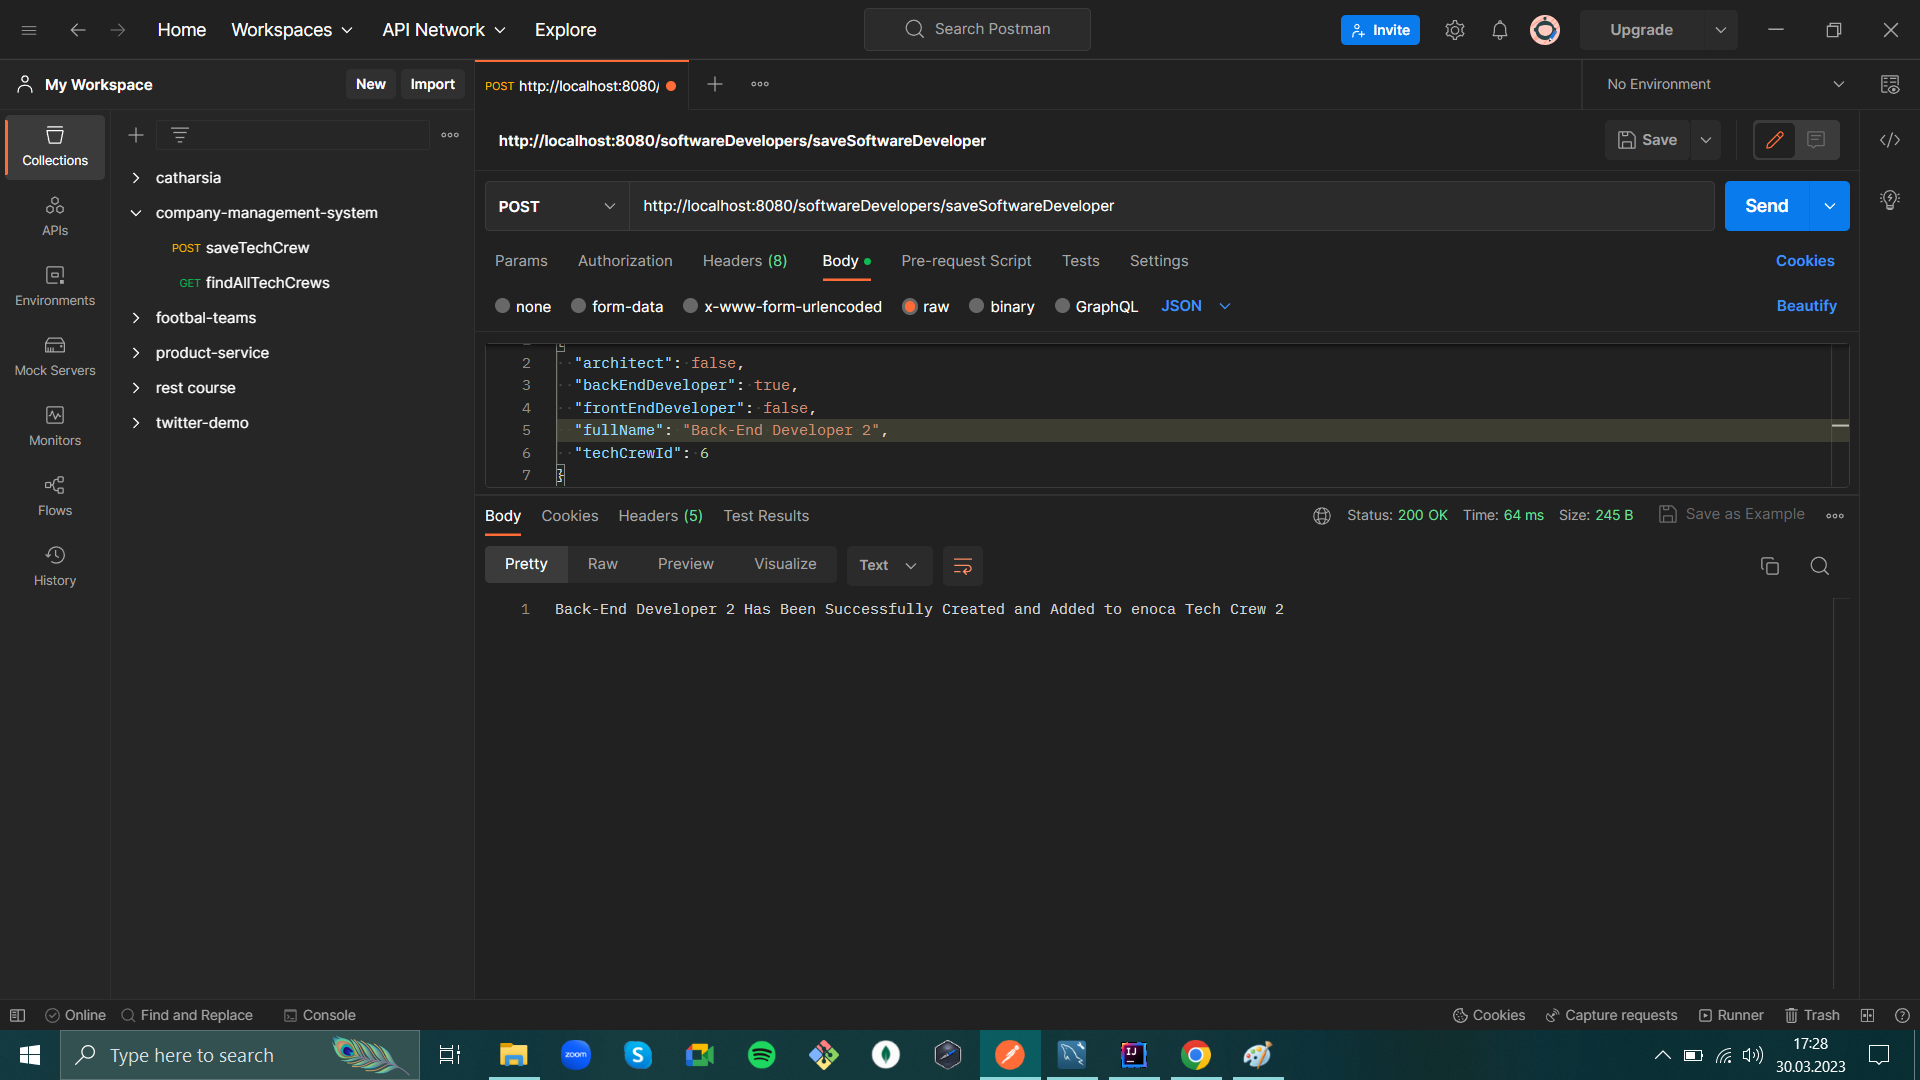 Home
Workspaces
API Network
Explore
Search Postman
Invite
Upgrade
My Workspace
New
Import
POST http://localhost:8080/
No Environment
Collections
APIs
Environments
Mock Servers
Monitors
Flows
History
catharsia
company-management-system
POST saveTechCrew
GET findAllTechCrews
footbal-teams
product-service
rest course
twitter-demo
http://localhost:8080/softwareDevelopers/saveSoftwareDeveloper
Save
POST
http://localhost:8080/softwareDevelopers/saveSoftwareDeveloper
Send
Params
Authorization
Headers (8)
Body
Pre-request Script
Tests
Settings
Cookies
none
form-data
x-www-form-urlencoded
raw
binary
GraphQL
JSON
Beautify
2 "architect": false,
3 "backEndDeveloper": true,
4 "frontEndDeveloper": false,
5 "fullName": "Back-End Developer 2",
6 "techCrewId": 6
7 }
Body
Cookies
Headers (5)
Test Results
Status: 200 OK
Time: 64 ms
Size: 245 B
Save as Example
Pretty
Raw
Preview
Visualize
Text
1 Back-End Developer 2 Has Been Successfully Created and Added to enoca Tech Crew 2
Online
Find and Replace
Console
Cookies
Capture requests
Runner
Trash
Type here to search
zoom
IJ
17:28
30.03.2023